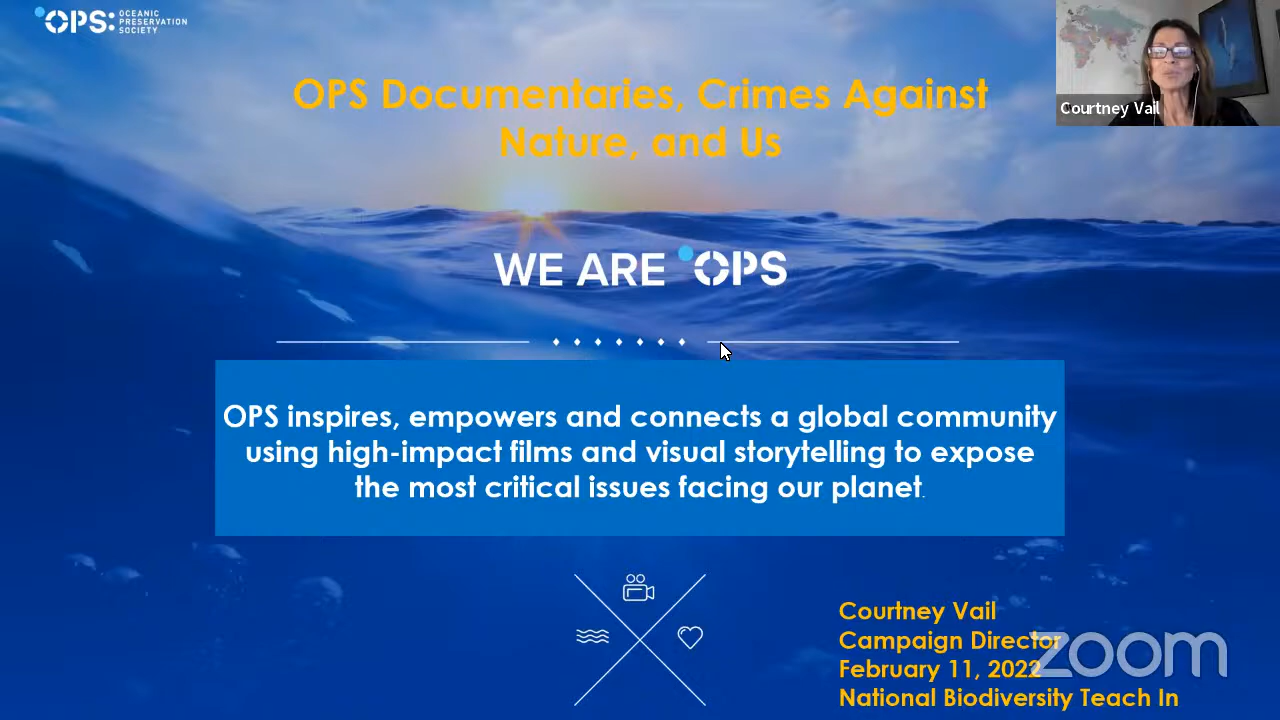 OPS: OCEANIC
PRESERVATION
SOCIETY
Courtney Vail
OPS Documentaries, Crimes Against
Nature, and Us
WE ARE OPS
OPS inspires, empowers and connects a global community
using high-impact films and visual storytelling to expose
the most critical issues facing our planet.
Courtney Vail
Campaign Director
February 11, 2022
National Biodiversity Teach In
zoom